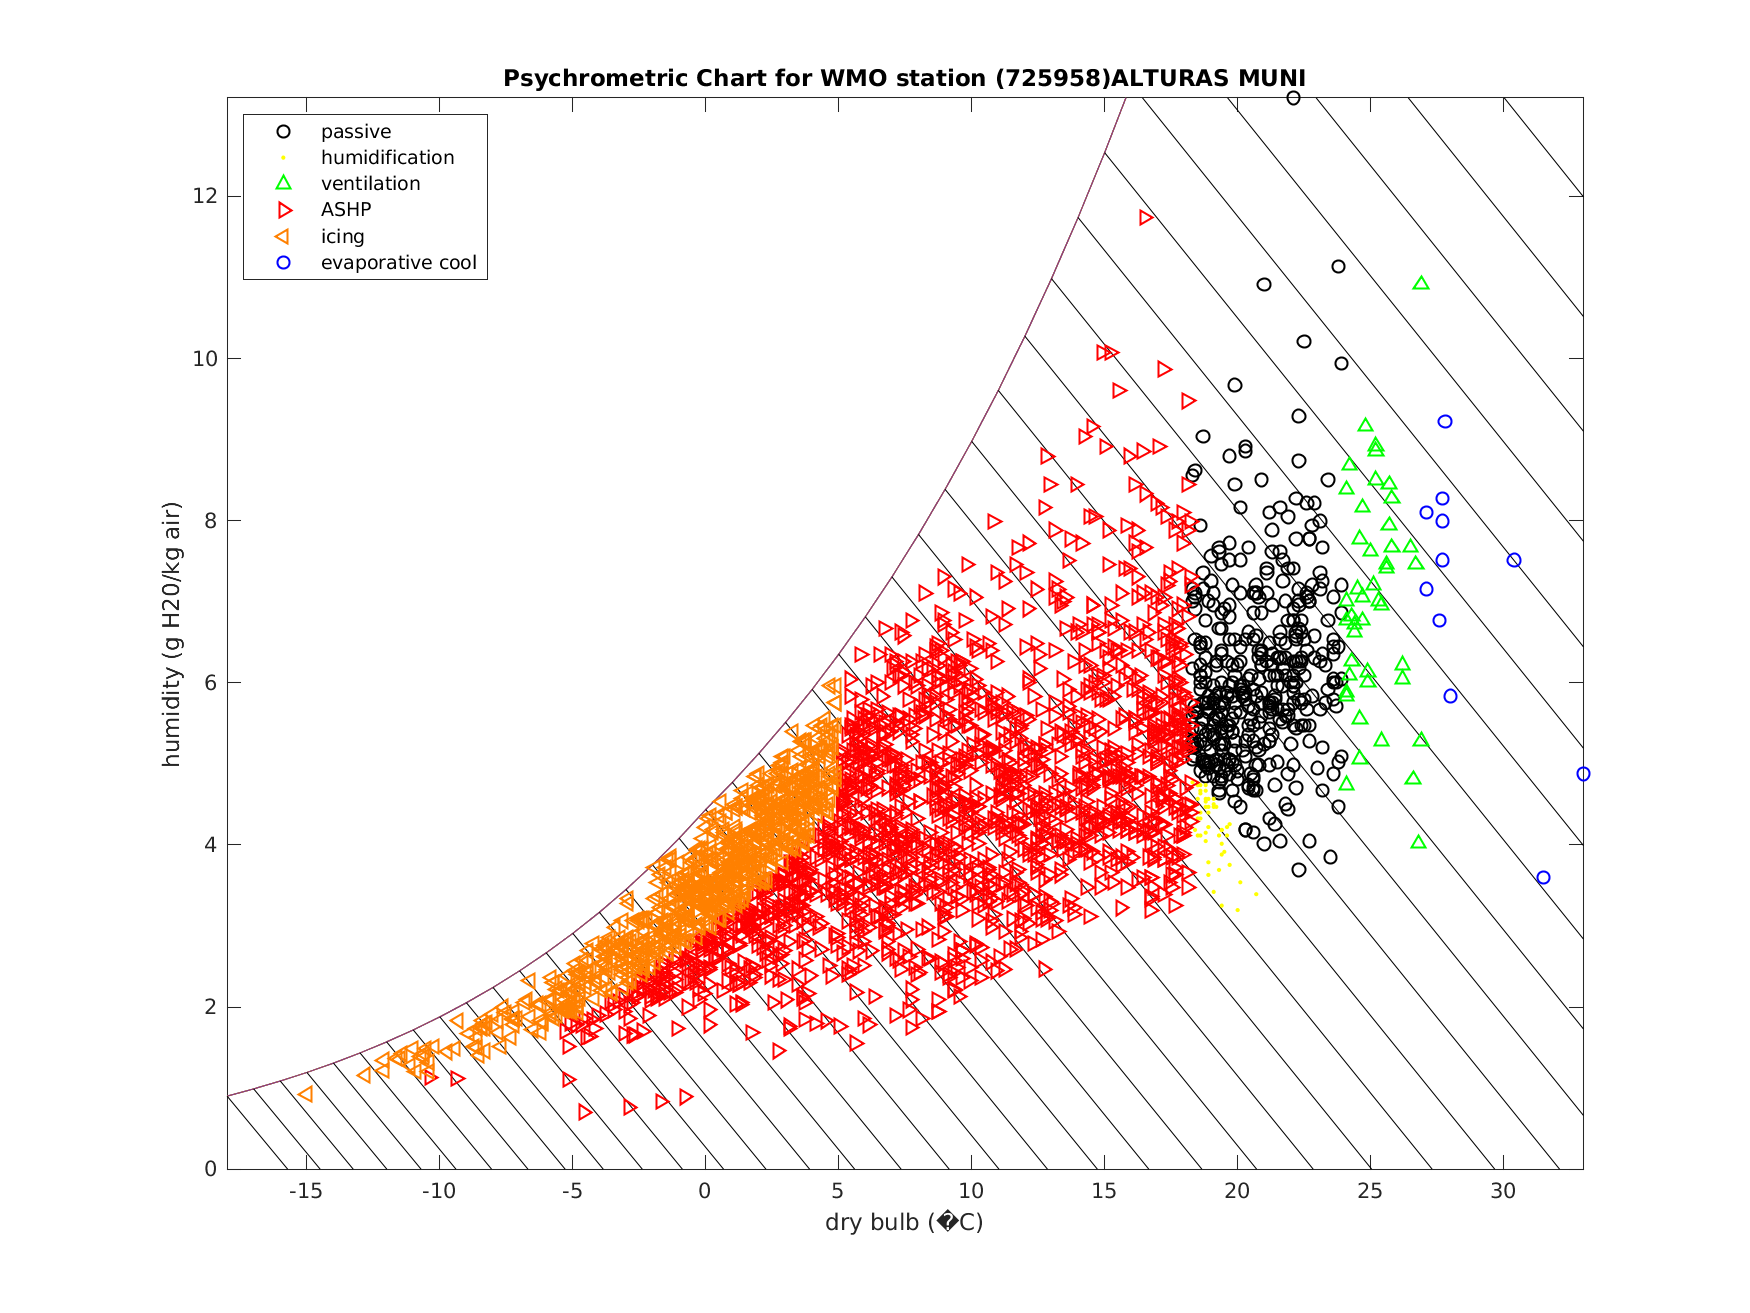 Psychrometric Chart for WMO station (725958)ALTURAS MUNI
passive
humidification
ventilation
ASHP
icing
evaporative cool
humidity (g H20/kg air)
12
10
8
6
4
2
0
-15 -10 -5 0 5 10 15 20 25 30
dry bulb (�C)